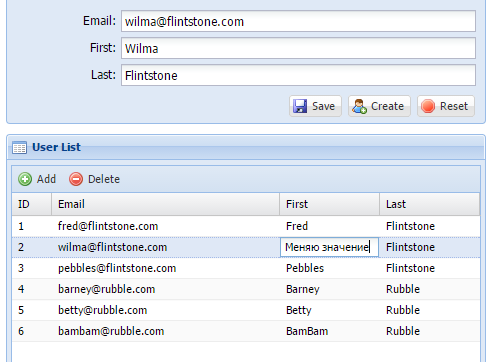 Email: wilma@flintstone.com
First: Wilma
Last: Flintstone
Save Create Reset
User List
Add Delete
ID Email First Last
1 fred@flintstone.com Fred Flintstone
2 wilma@flintstone.com Меняю значение Flintstone
3 pebbles@flintstone.com Pebbles Flintstone
4 barney@rubble.com Barney Rubble
5 betty@rubble.com Betty Rubble
6 bambam@rubble.com BamBam Rubble